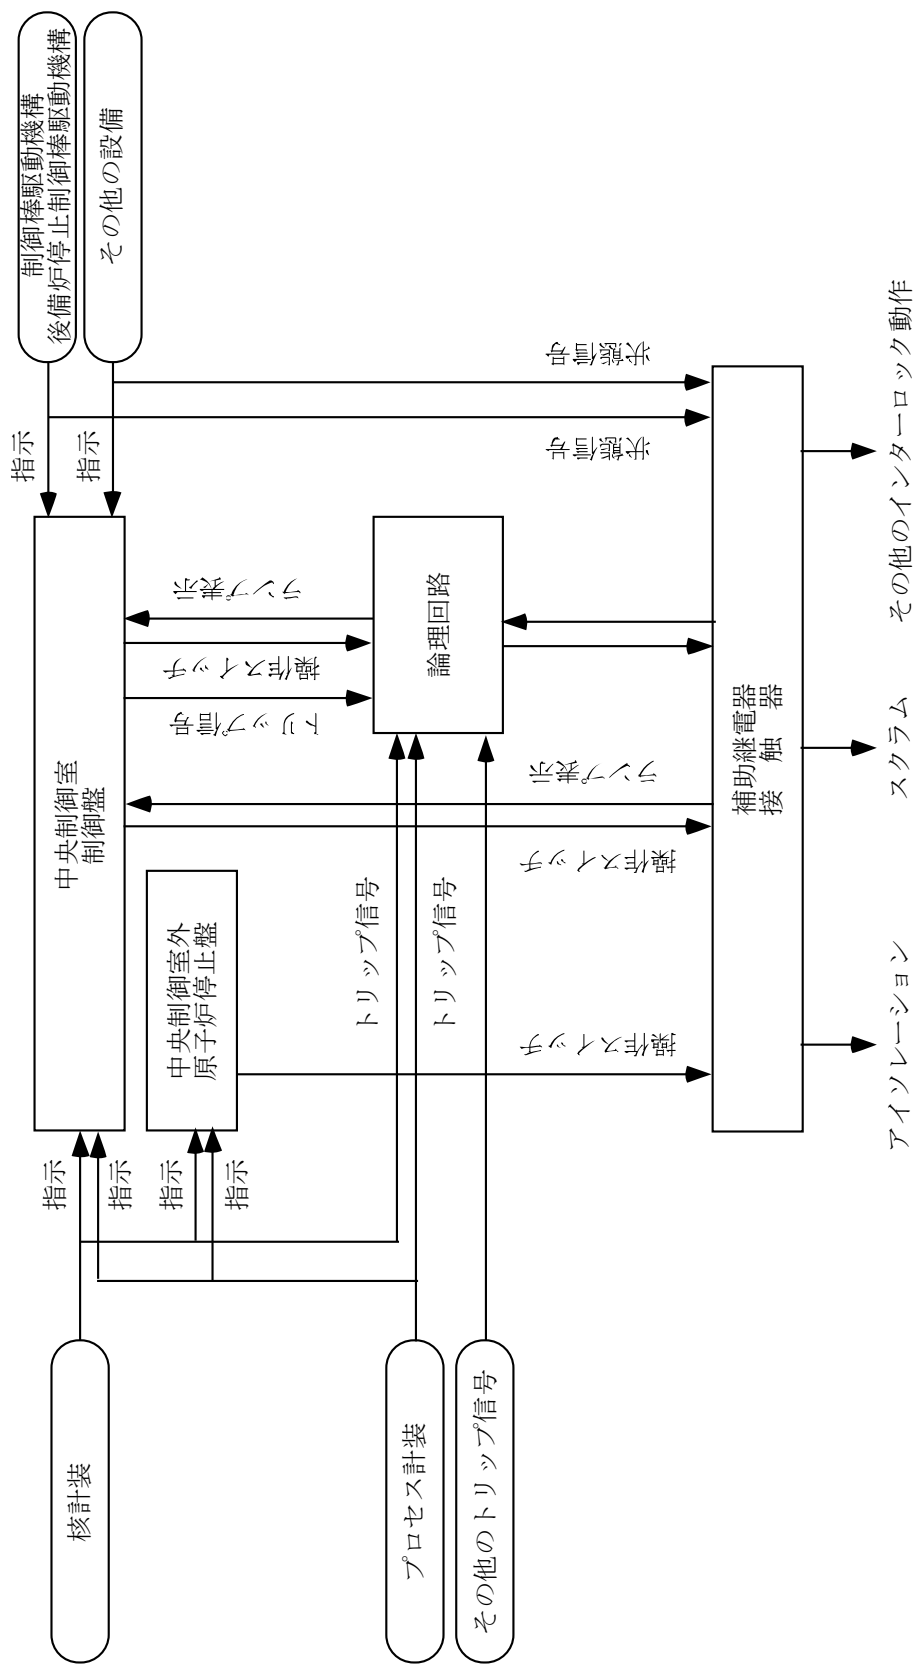 制御棒駆動機構
後備炉停止制御棒駆動機構
その他の設備
指示
指示
状態信号
状態信号
中央制御室
制御盤
ランプ表示
操作スイッチ
トリップ信号
論理回路
中央制御室外
原子炉停止盤
ランプ表示
操作スイッチ
トリップ信号
トリップ信号
操作スイッチ
補助継電器
接触器
指示
指示
指示
指示
核計装
プロセス計装
その他のトリップ信号
アイソレーション
スクラム
その他のインターロック動作